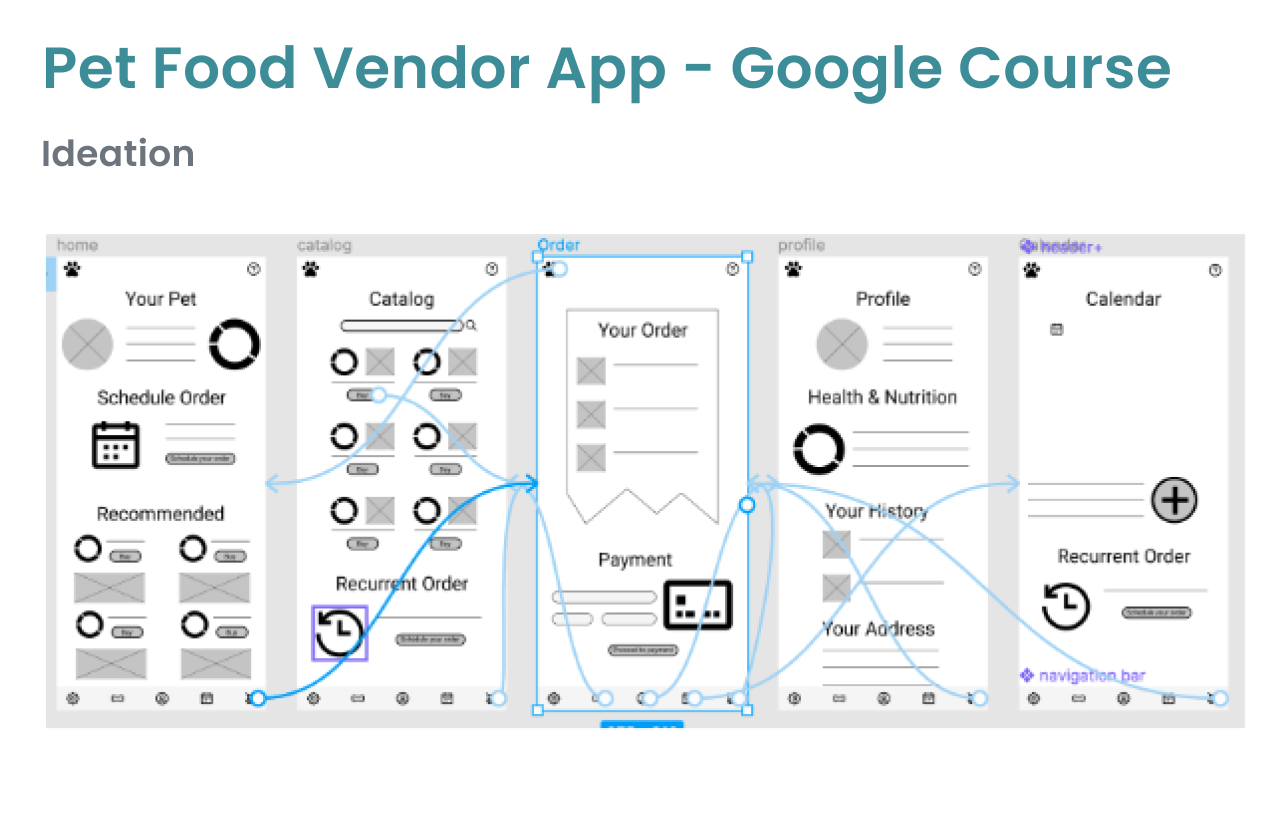 Pet Food Vendor App - Google Course
Ideation
home
Your Pet
Schedule Order
Schedule your order
Recommended
Buy
Buy
Buy
Buy
catalog
Catalog
Buy
Buy
Buy
Buy
Buy
Buy
Recurrent Order
Schedule your order
Order
Your Order
Payment
Proceed to payment
profile
Profile
Health & Nutrition
Your History
Your Address
header+
Calendar
Recurrent Order
Schedule your order
navigation bar